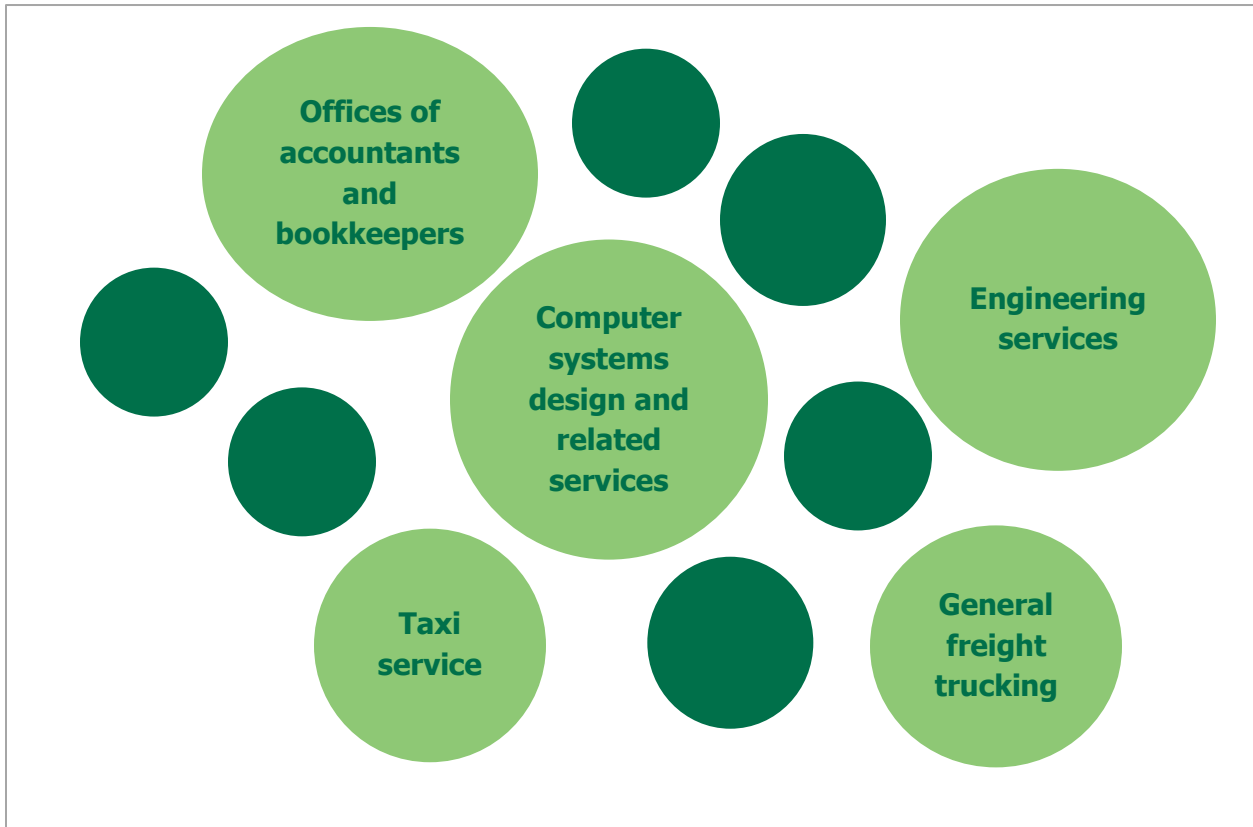 Offices of
accountants
and
bookkeepers
Computer
systems
design and
related
services
Engineering
services
Taxi
service
General
freight
trucking